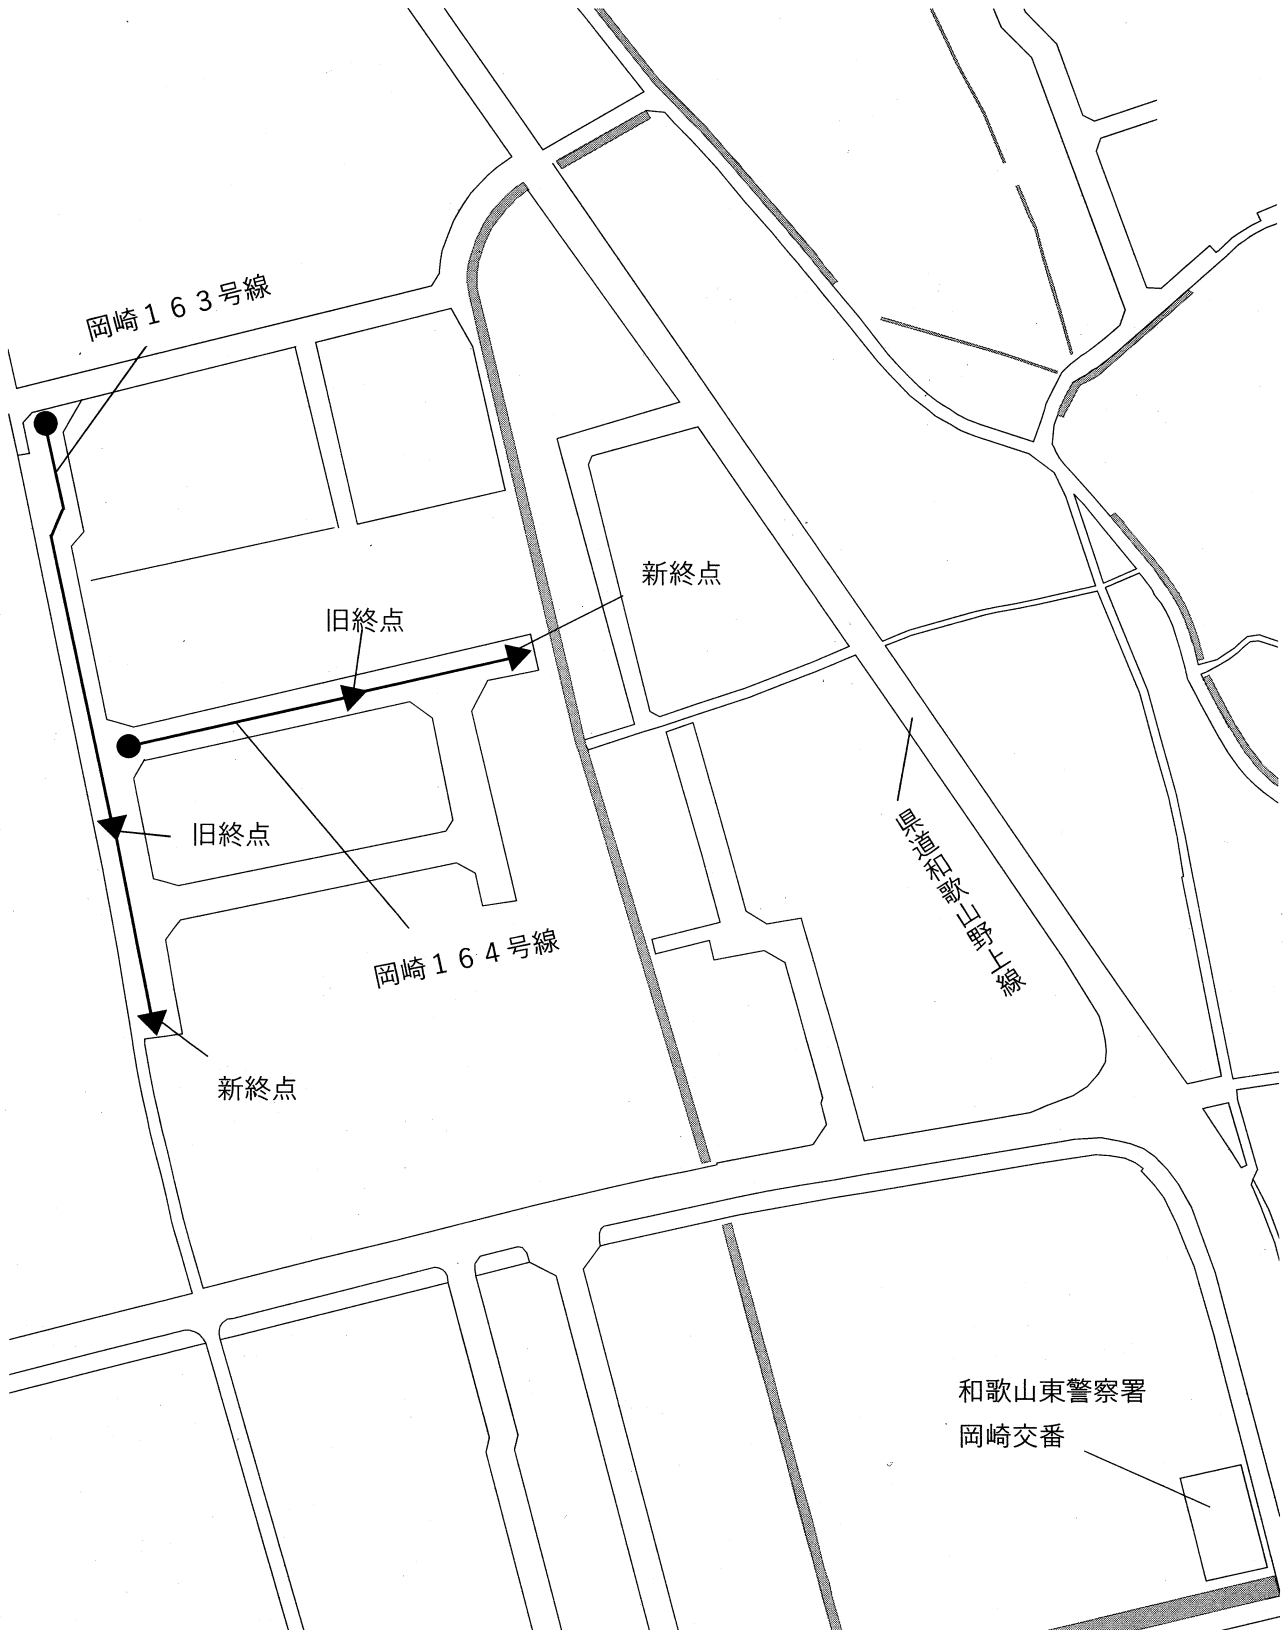 岡崎１６３号線
新終点
旧終点
旧終点
県道和歌山野上線
岡崎１６４号線
新終点
和歌山東警察署
岡崎交番